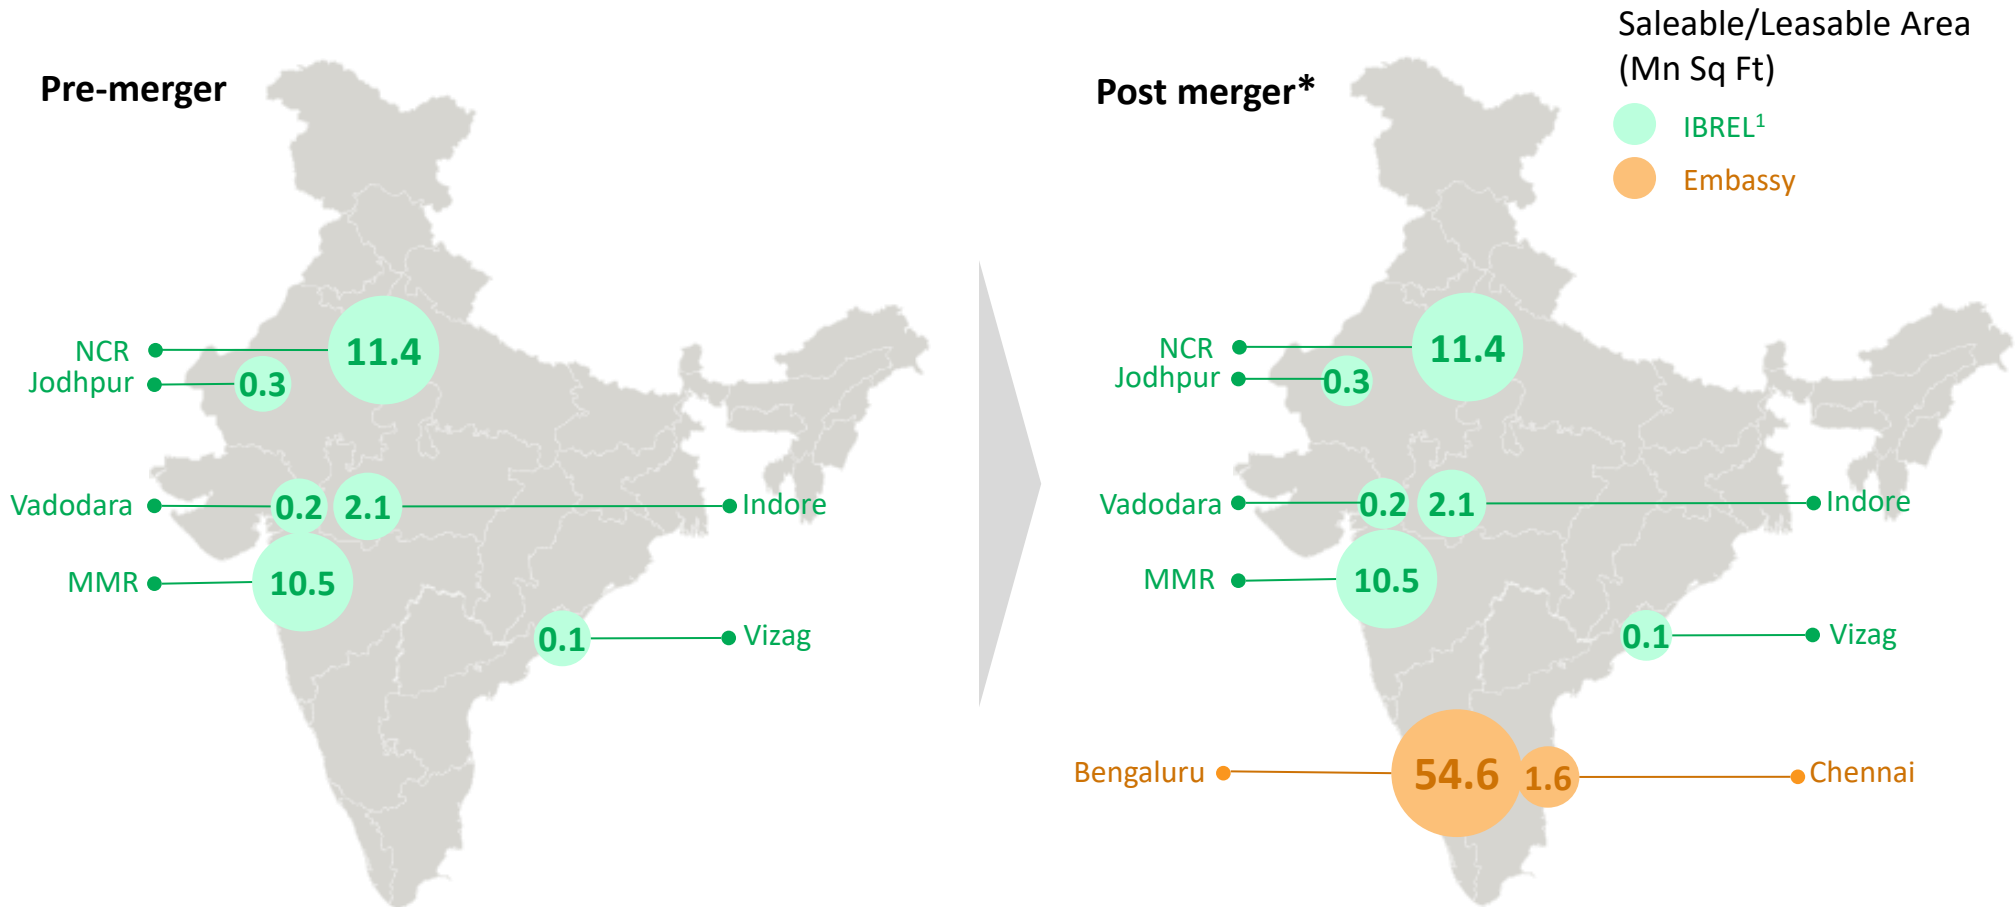 Pre-merger
NCR
11.4
Jodhpur
0.3
Vadodara
0.2
2.1
Indore
MMR
10.5
0.1
Vizag
Post merger*
Saleable/Leasable Area
(Mn Sq Ft)
IBREL¹
Embassy
NCR
11.4
Jodhpur
0.3
Vadodara
0.2
2.1
Indore
MMR
10.5
0.1
Vizag
Bengaluru
54.6
1.6
Chennai